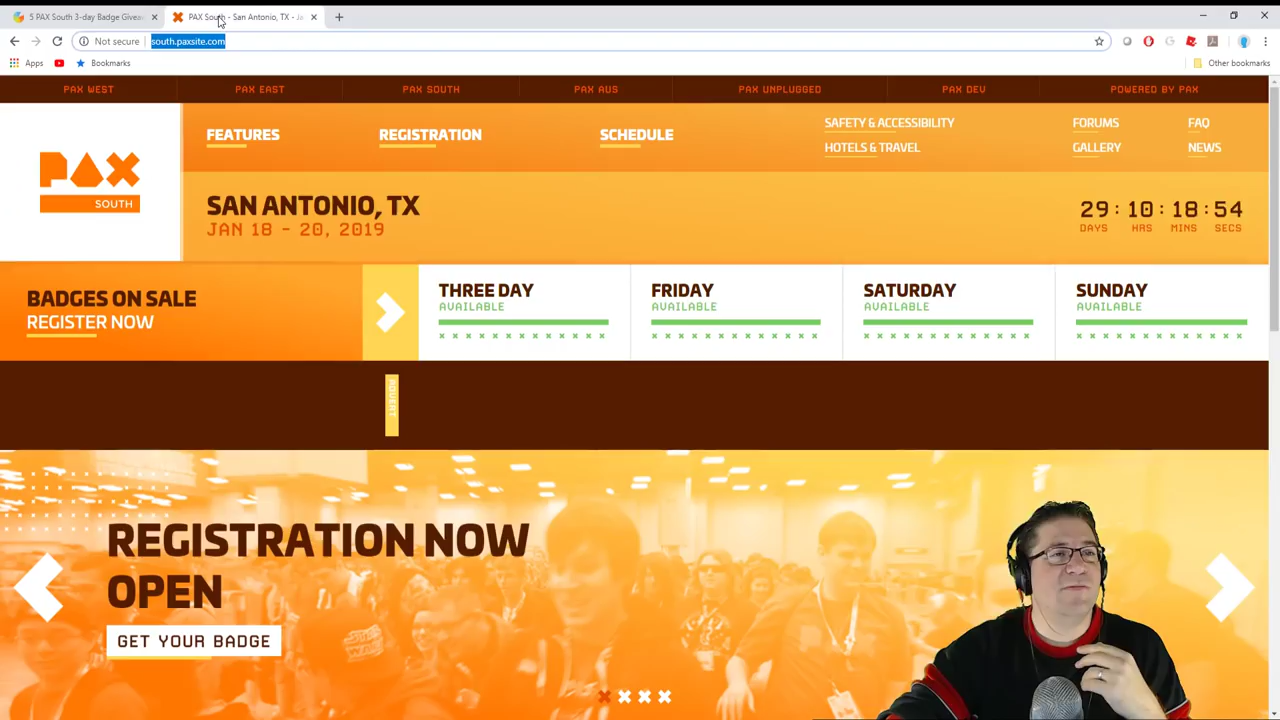 5 PAX South 3-day Badge Givea
PAX South - San Antonio, TX - Ja
Not secure
south.paxsite.com
Apps
Bookmarks
Other bookmarks
PAX WEST
PAX EAST
PAX SOUTH
PAX AUS
PAX UNPLUGGED
PAX DEV
POWERED BY PAX
PAX
SOUTH
FEATURES
REGISTRATION
SCHEDULE
SAFETY & ACCESSIBILITY
HOTELS & TRAVEL
FORUMS
FAQ
GALLERY
NEWS
SAN ANTONIO, TX
JAN 18 - 20, 2019
29 : 10 : 18 : 54
DAYS HRS MINS SECS
BADGES ON SALE
REGISTER NOW
THREE DAY
AVAILABLE
FRIDAY
AVAILABLE
SATURDAY
AVAILABLE
SUNDAY
AVAILABLE
ADVERT
REGISTRATION NOW
OPEN
GET YOUR BADGE